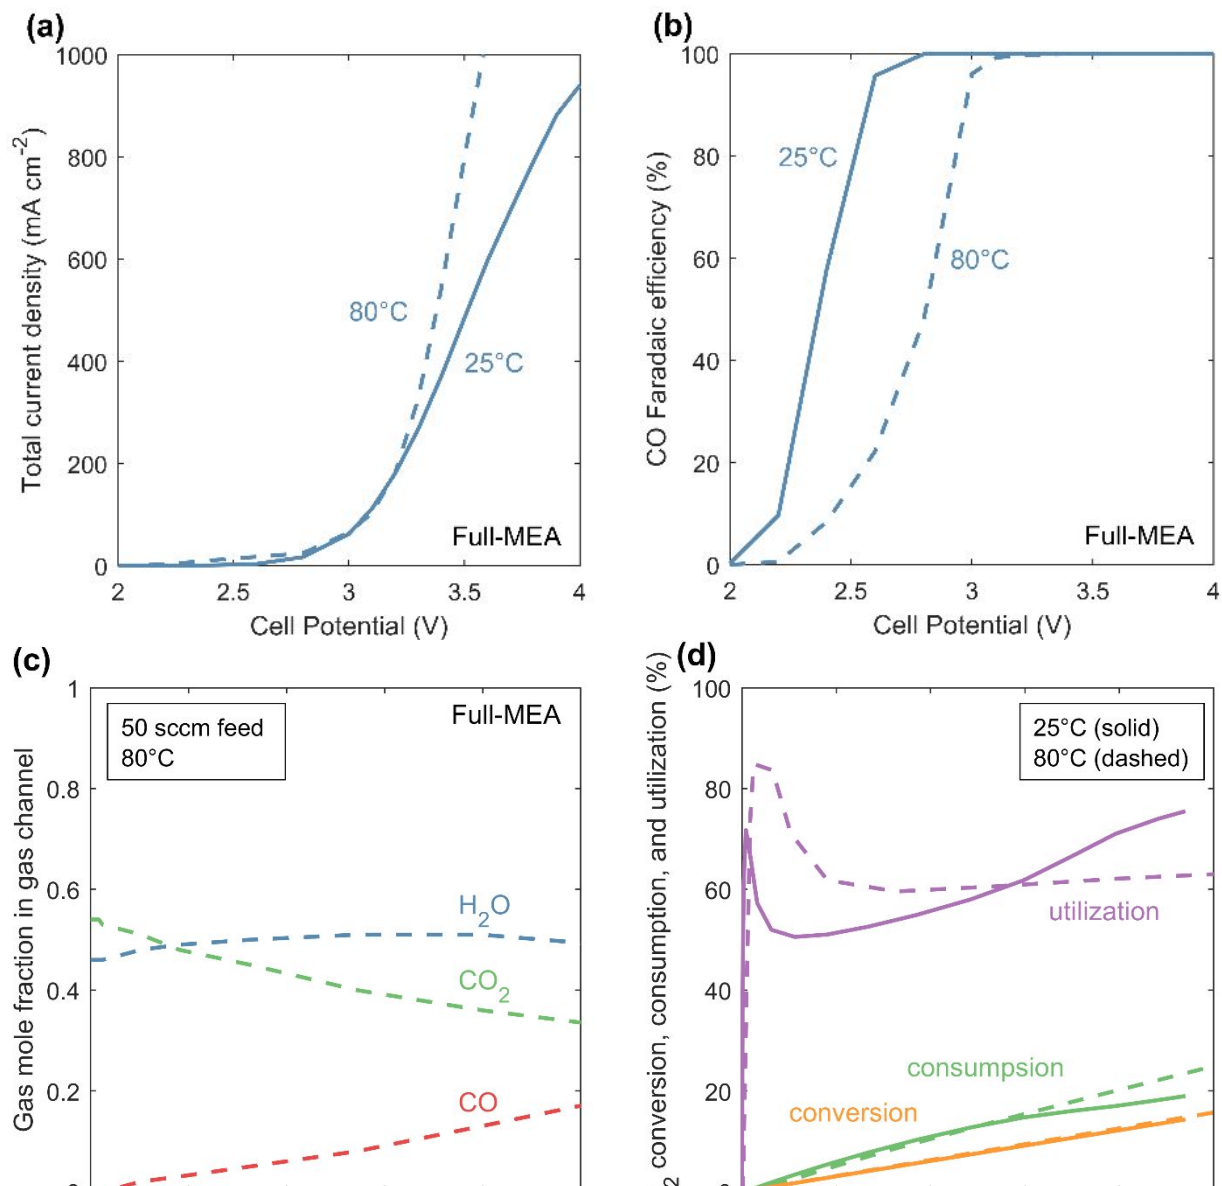 (a)
1000
800
600
400
200
0
Total current density (mA cm-2)
80°C
25°C
Full-MEA
2
2.5
3
3.5
4
Cell Potential (V)
(b)
100
80
60
40
20
0
CO Faradaic efficiency (%)
25°C
80°C
Full-MEA
2
2.5
3
3.5
4
Cell Potential (V)
(c)
1
0.8
0.6
0.4
0.2
Gas mole fraction in gas channel
50 sccm feed
80°C
Full-MEA
H2O
CO2
CO
(d)
100
80
60
40
20
2 conversion, consumption, and utilization (%)
25°C (solid)
80°C (dashed)
utilization
consumpsion
conversion